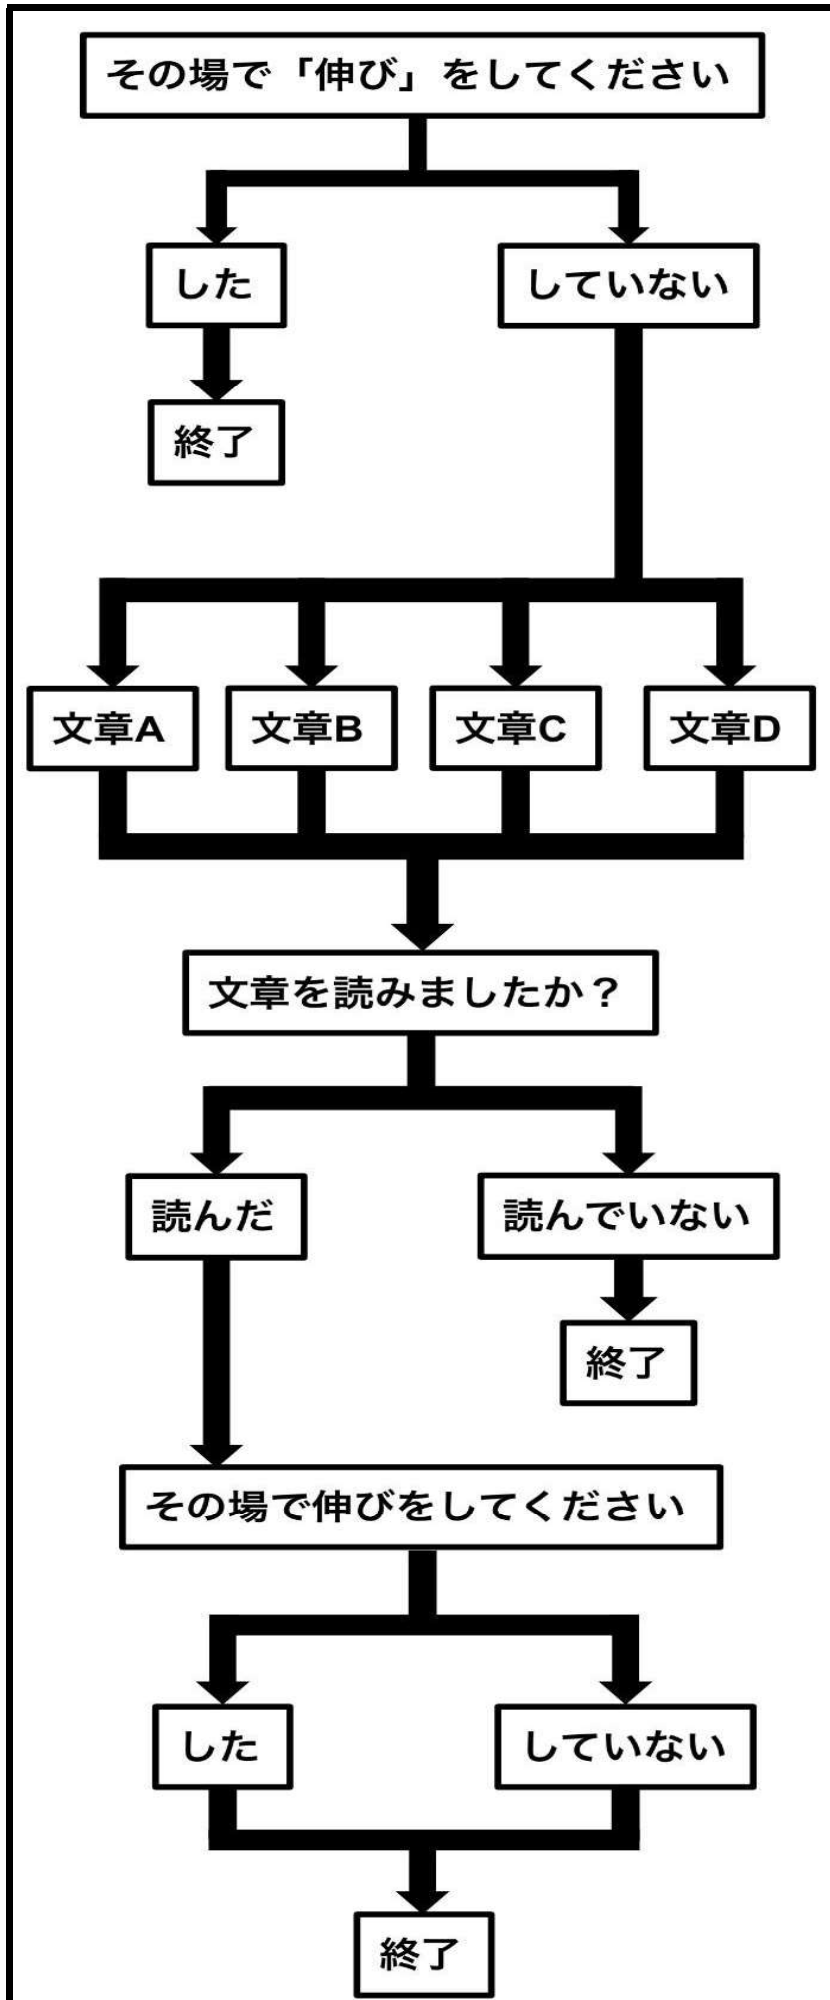 その場で「伸び」をしてください
した
していない
終了
文章A
文章B
文章C
文章D
文章を読みましたか？
読んだ
読んでいない
終了
その場で伸びをしてください
した
していない
終了